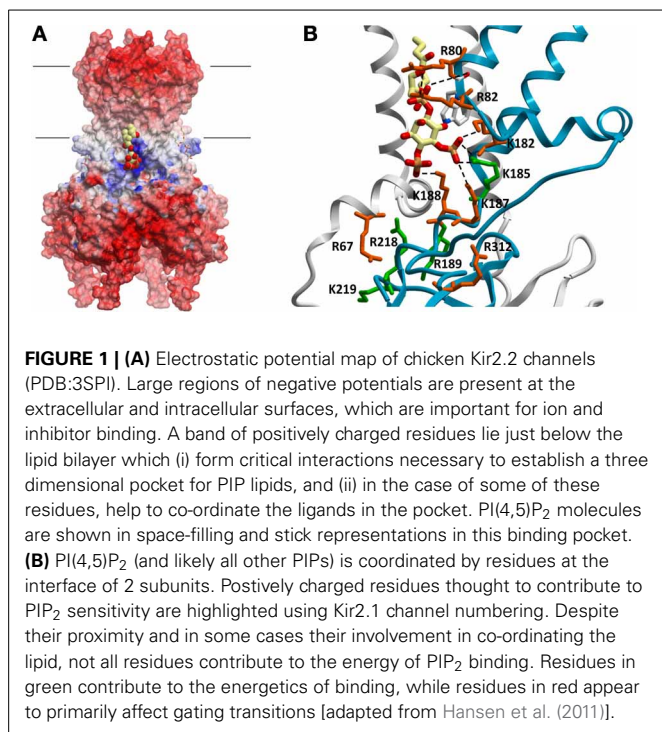 A
B
R80
R82
K182
K185
K188
K187
R67
R218
R312
R189
K219
FIGURE 1 | (A) Electrostatic potential map of chicken Kir2.2 channels
(PDB:3SPI). Large regions of negative potentials are present at the
extracellular and intracellular surfaces, which are important for ion and
inhibitor binding. A band of positively charged residues lie just below the
lipid bilayer which (i) form critical interactions necessary to establish a three
dimensional pocket for PIP lipids, and (ii) in the case of some of these
residues, help to co-ordinate the ligands in the pocket. PI(4,5)P₂ molecules
are shown in space-filling and stick representations in this binding pocket.
(B) PI(4,5)P₂ (and likely all other PIPs) is coordinated by residues at the
interface of 2 subunits. Postively charged residues thought to contribute to
PIP₂ sensitivity are highlighted using Kir2.1 channel numbering. Despite
their proximity and in some cases their involvement in co-ordinating the
lipid, not all residues contribute to the energy of PIP₂ binding. Residues in
green contribute to the energetics of binding, while residues in red appear
to primarily affect gating transitions [adapted from Hansen et al. (2011)].